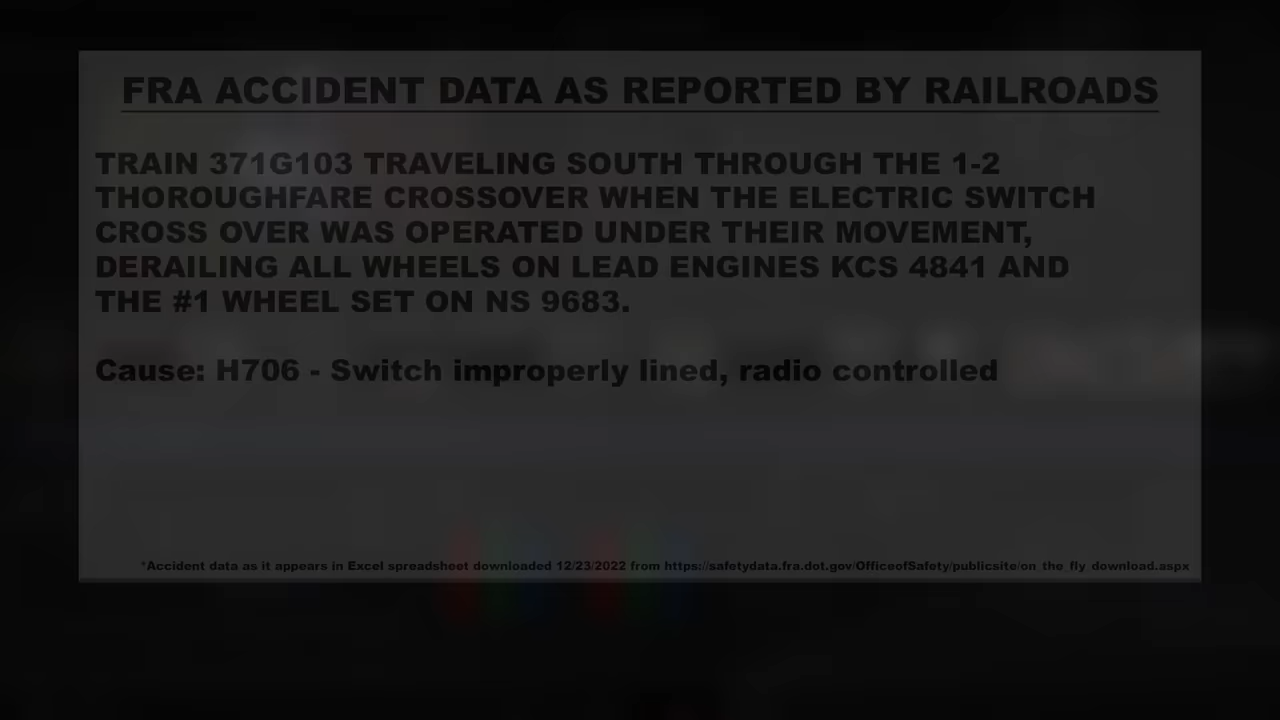 FRA ACCIDENT DATA AS REPORTED BY RAILROADS
TRAIN 371G103 TRAVELING SOUTH THROUGH THE 1-2
THOROUGHFARE CROSSOVER WHEN THE ELECTRIC SWITCH
CROSS OVER WAS OPERATED UNDER THEIR MOVEMENT,
DERAILING ALL WHEELS ON LEAD ENGINES KCS 4841 AND
THE #1 WHEEL SET ON NS 9683.
Cause: H706 - Switch improperly lined, radio controlled
*Accident data as it appears in Excel spreadsheet downloaded 12/23/2022 from https://safetydata.fra.dot.gov/OfficeofSafety/publicsite/on_the_fly_download.aspx